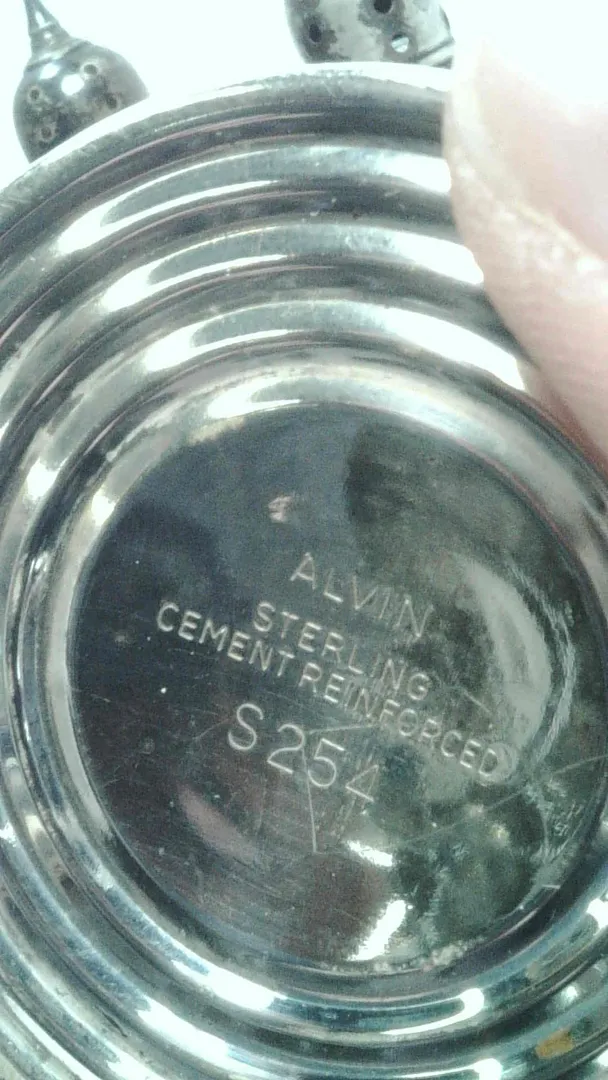 ALVIN
STERLING
CEMENT REINFORCED
S254